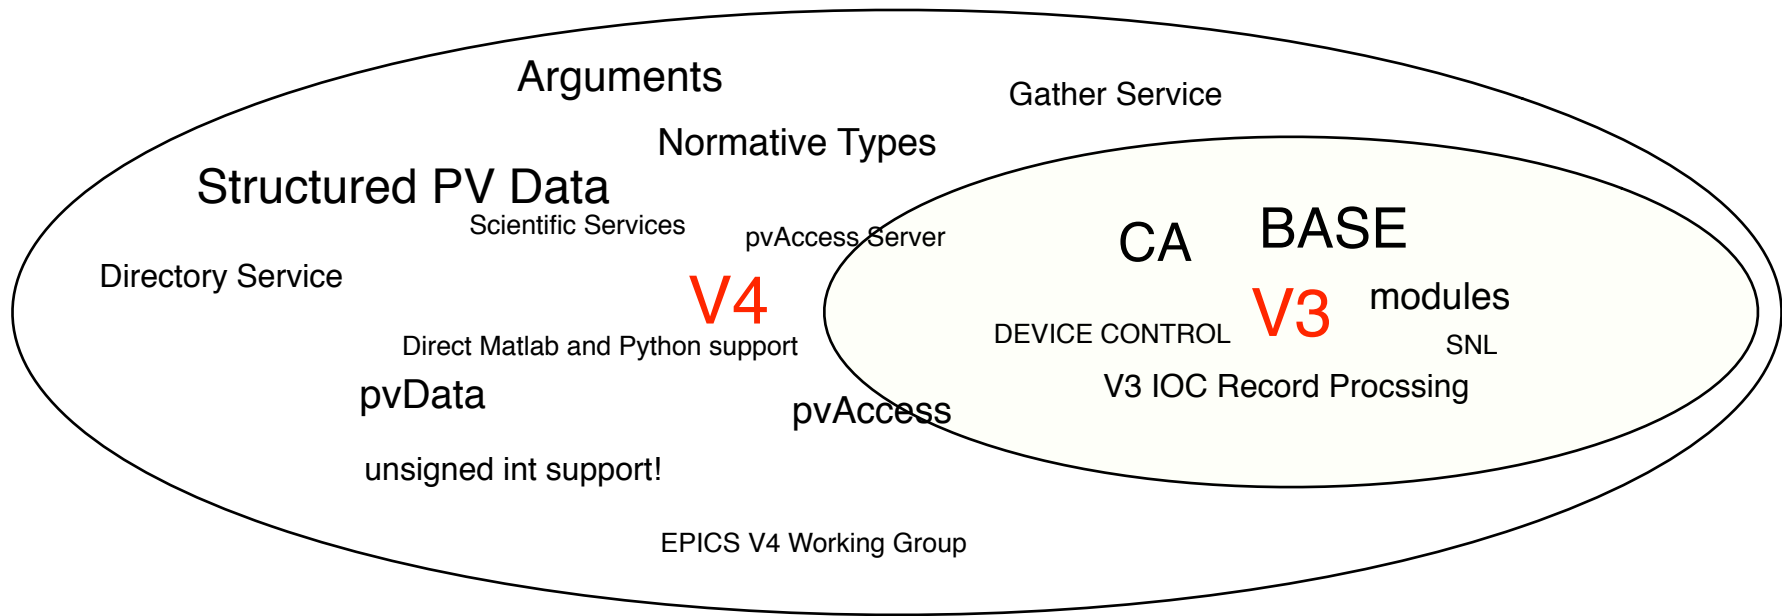 Arguments
Gather Service
Normative Types
Structured PV Data
Scientific Services
pvAccess Server
CA
BASE
Directory Service
V4
V3
modules
DEVICE CONTROL
SNL
Direct Matlab and Python support
V3 IOC Record Procssing
pvData
pvAccess
unsigned int support!
EPICS V4 Working Group